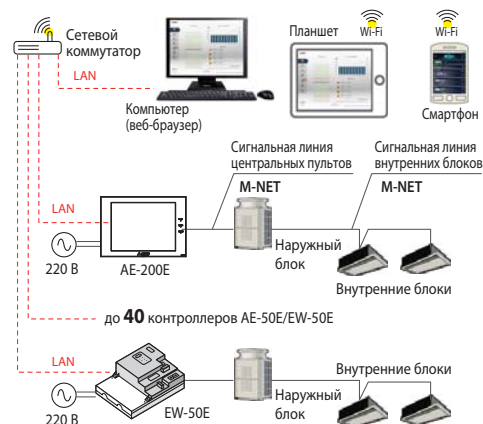 Сетевой
коммутатор
LAN
Компьютер
(веб-браузер)
Планшет
Wi-Fi
Wi-Fi
Смартфон
Сигнальная линия
центральных пультов
M-NET
Сигнальная линия
внутренних блоков
M-NET
LAN
220 В
AE-200E
Наружный
блок
Внутренние блоки
до 40 контроллеров AE-50E/EW-50E
LAN
220 В
EW-50E
Наружный
блок
Внутренние блоки